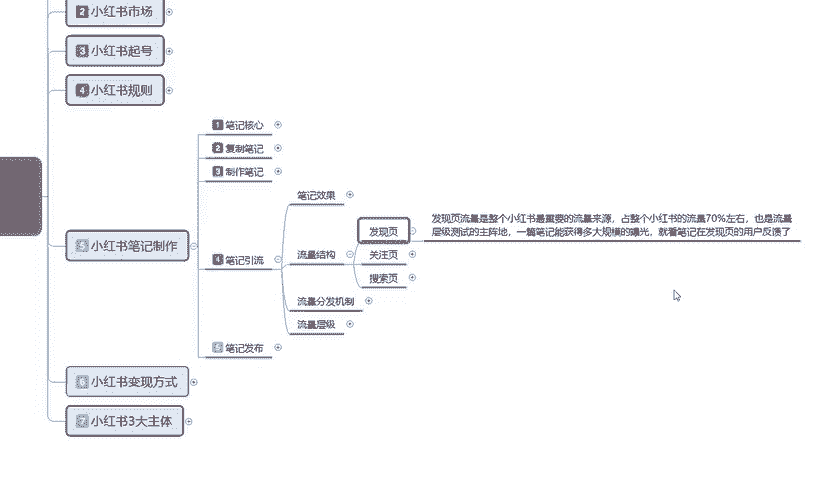 2 小红书市场
3 小红书起号
4 小红书规则
1 笔记核心
2 复制笔记
3 制作笔记
笔记效果
发现页
发现页流量是整个小红书最重要的流量来源，占整个小红书的流量70%左右，也是流量
层级测试的主阵地，一篇笔记能获得多大规模的曝光，就看笔记在发现页的用户反馈了
5 小红书笔记制作
4 笔记引流
流量结构
关注页
搜索页
流量分发机制
流量层级
5 笔记发布
6 小红书变现方式
7 小红书3大主体